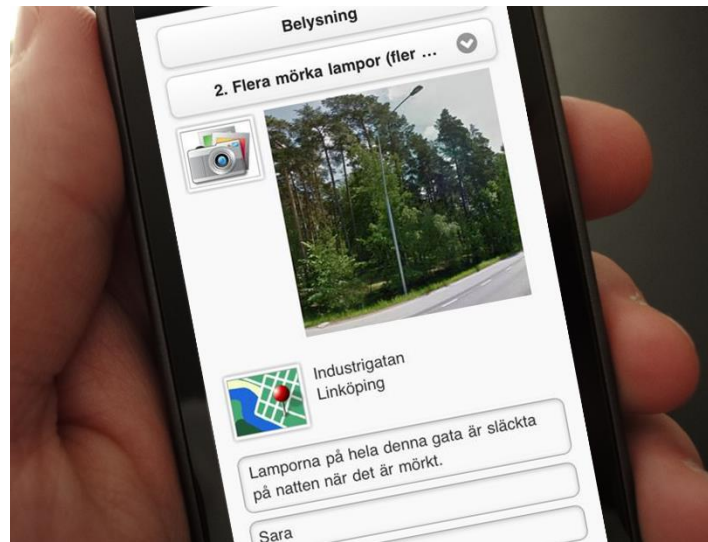 Belysning
2. Flera mörka lampor (fler ...
Industrigatan
Linköping
Lamporna på hela denna gata är släckta
på natten när det är mörkt.
Sara